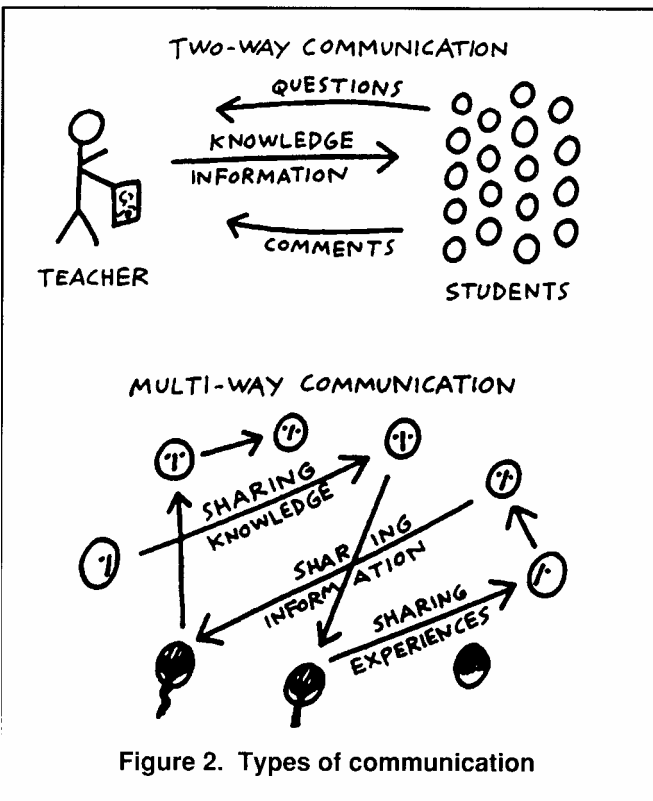 TWO-WAY COMMUNICATION
QUESTIONS
KNOWLEDGE
INFORMATION
COMMENTS
TEACHER
STUDENTS
MULTI-WAY COMMUNICATION
SHARING
KNOWLEDGE
SHARING
INFORMATION
SHARING
EXPERIENCES
Figure 2. Types of communication